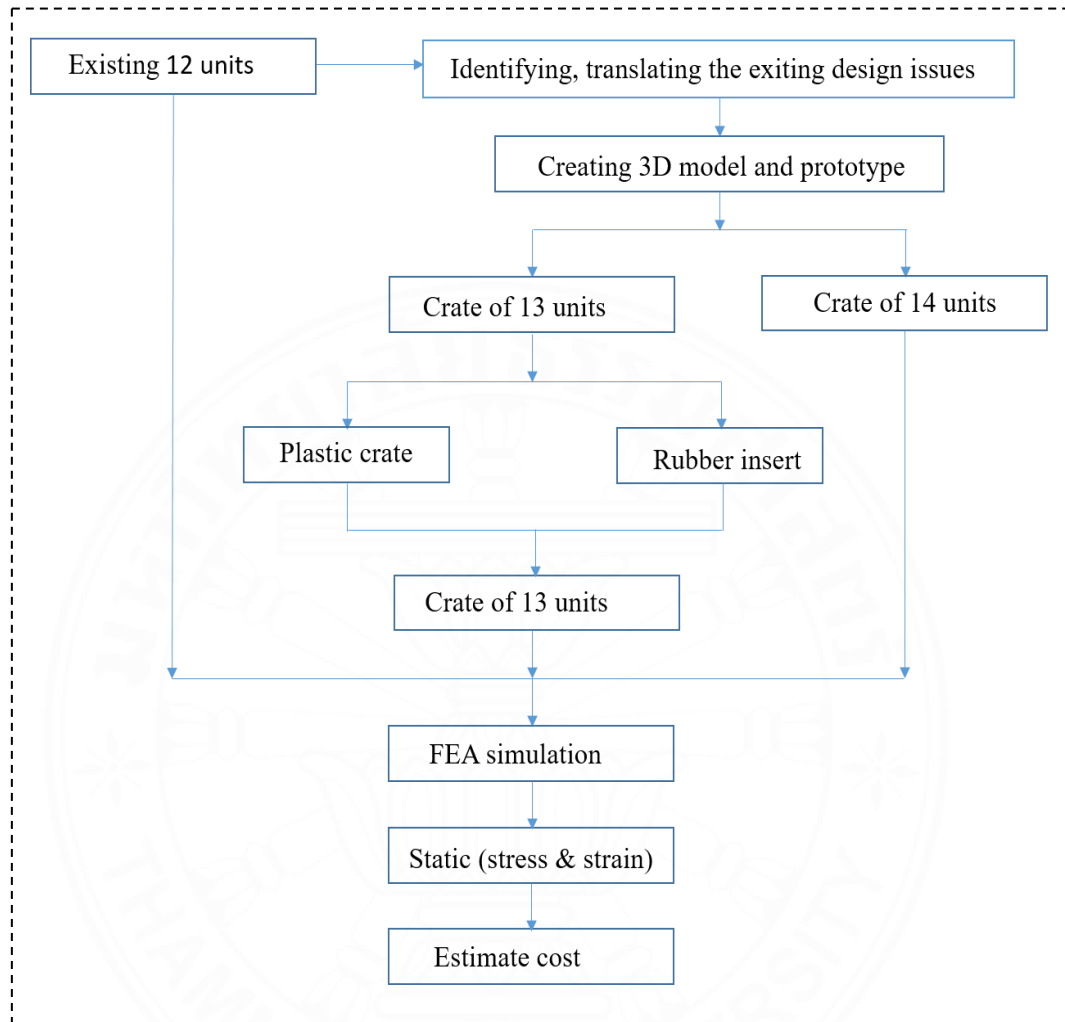 Existing 12 units
Identifying, translating the exiting design issues
Creating 3D model and prototype
Crate of 13 units
Crate of 14 units
Plastic crate
Rubber insert
Crate of 13 units
FEA simulation
Static (stress & strain)
Estimate cost